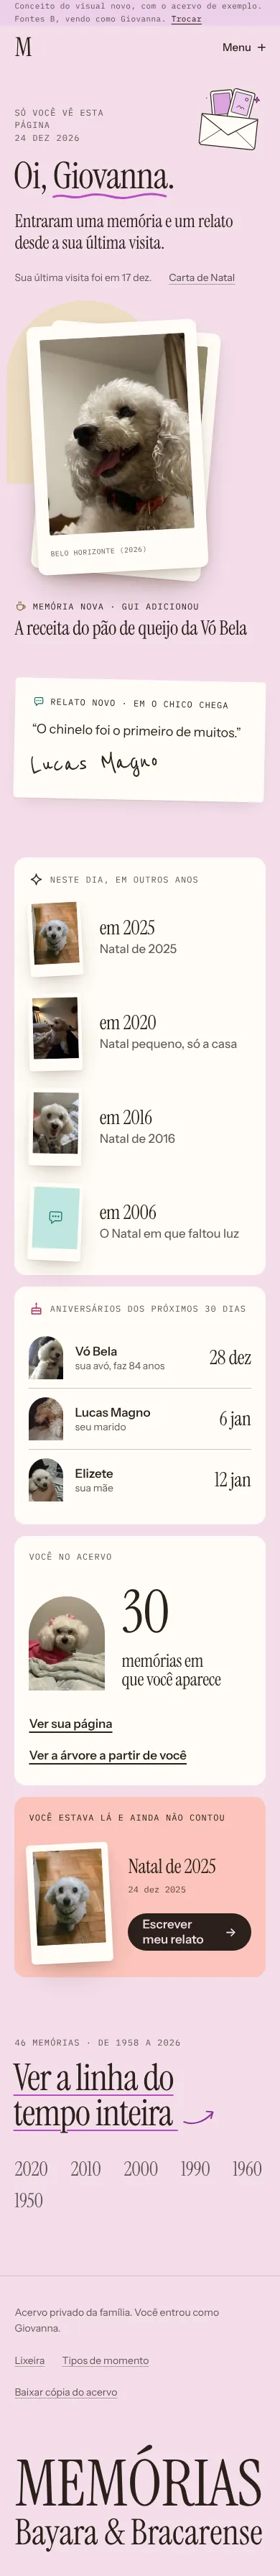 Conceito do visual novo, com o acervo de exemplo.
Fontes B, vendo como Giovanna. Trocar
M
Menu +
SÓ VOCÊ VÊ ESTA
PÁGINA
24 DEZ 2026
Oi, Giovanna.
Entraram uma memória e um relato
desde a sua última visita.
Sua última visita foi em 17 dez. Carta de Natal
BELO HORIZONTE (2026)
MEMÓRIA NOVA · GUI ADICIONOU
A receita do pão de queijo da Vó Bela
RELATO NOVO · EM O CHICO CHEGA
“O chinelo foi o primeiro de muitos.”
Lucas Magno
NESTE DIA, EM OUTROS ANOS
em 2025
Natal de 2025
em 2020
Natal pequeno, só a casa
em 2016
Natal de 2016
em 2006
O Natal em que faltou luz
ANIVERSÁRIOS DOS PRÓXIMOS 30 DIAS
Vó Bela
sua avó, faz 84 anos
28 dez
Lucas Magno
seu marido
6 jan
Elizete
sua mãe
12 jan
VOCÊ NO ACERVO
30
memórias em
que você aparece
Ver sua página
Ver a árvore a partir de você
VOCÊ ESTAVA LÁ E AINDA NÃO CONTOU
Natal de 2025
24 dez 2025
Escrever
meu relato →
46 MEMÓRIAS · DE 1958 A 2026
Ver a linha do
tempo inteira
2020 2010 2000 1990 1960
1950
Acervo privado da família. Você entrou como
Giovanna.
Lixeira Tipos de momento
Baixar cópia do acervo
MEMÓRIAS
Bayara & Bracarense